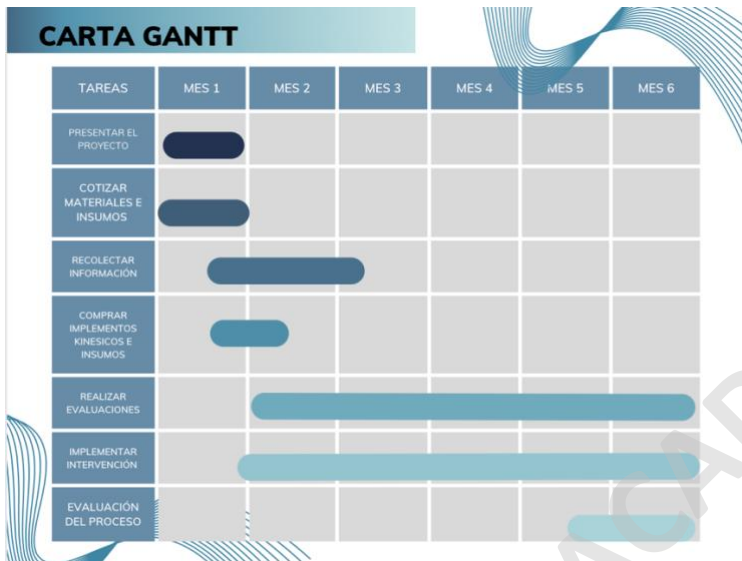 CARTA GANTT
TAREAS MES 1 MES 2 MES 3 MES 4 MES 5 MES 6
PRESENTAR EL
PROYECTO
COTIZAR
MATERIALES E
INSUMOS
RECOLECTAR
INFORMACIÓN
COMPRAR
IMPLEMENTOS
KINESICOS E
INSUMOS
REALIZAR
EVALUACIONES
IMPLEMENTAR
INTERVENCIÓN
EVALUACIÓN
DEL PROCESO